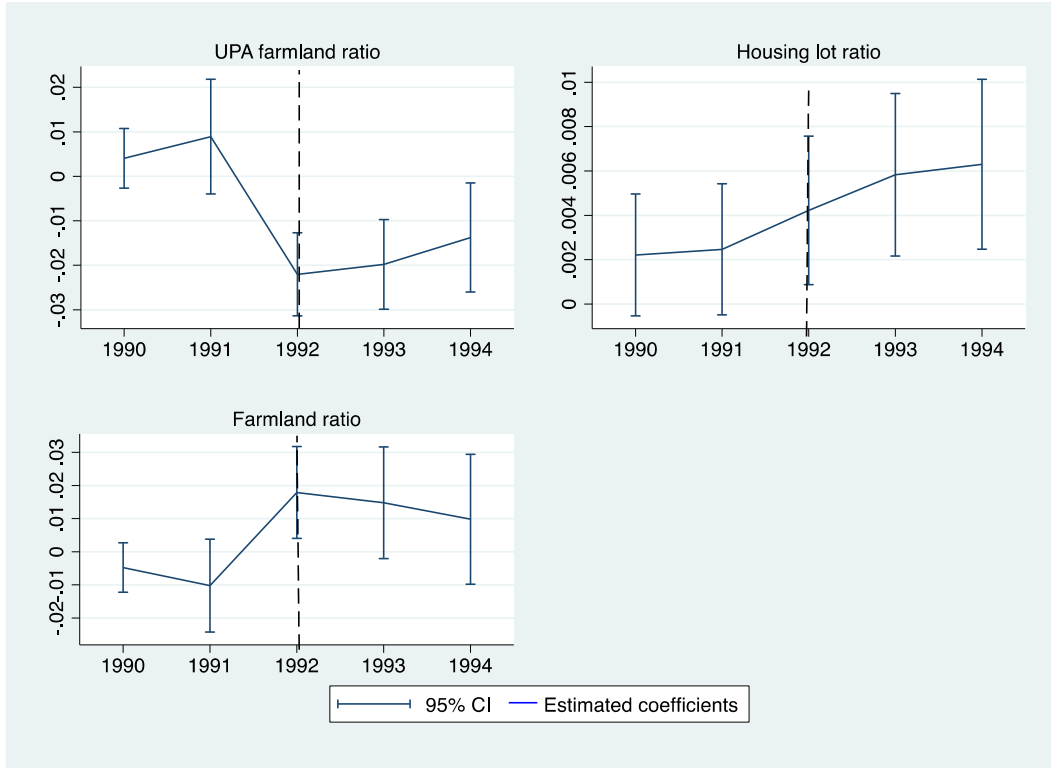 UPA farmland ratio
.02
.01
0
-.01
-.02
-.03
1990 1991 1992 1993 1994
Housing lot ratio
.01
.008
.006
.004
.002
0
1990 1991 1992 1993 1994
Farmland ratio
.03
.02
.01
0
-.01
-.02
1990 1991 1992 1993 1994
95% CI Estimated coefficients